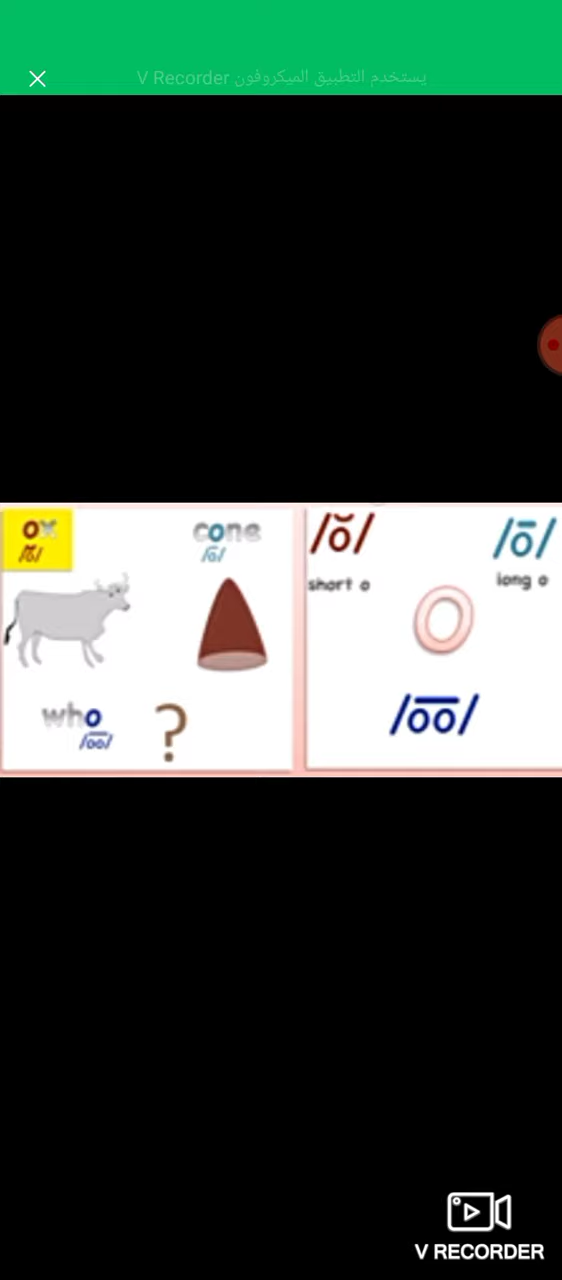 يستخدم التطبيق الميكروفون V Recorder
ox
/ŏ/
cone
/ō/
who
/o͞o/
?
/ŏ/
short o
/ō/
long o
o
/o͞o/
V RECORDER